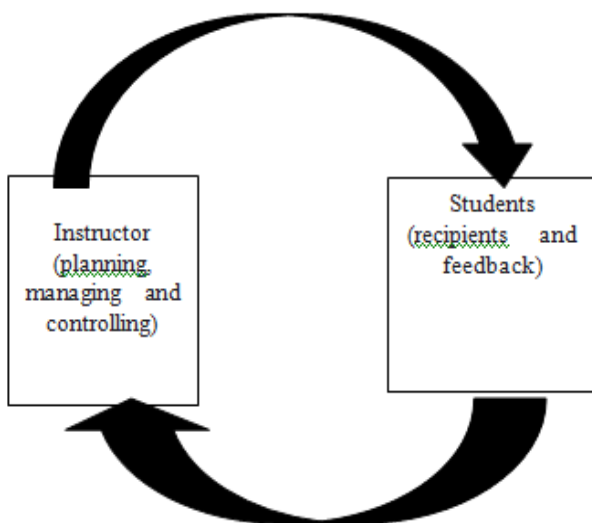 Instructor
(planning,
managing and
controlling)
Students
(recipients and
feedback)